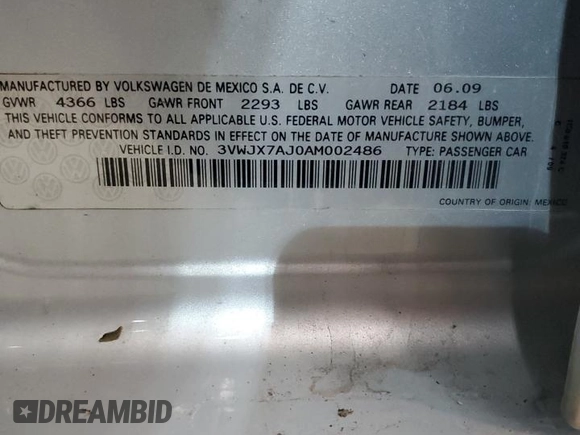 MANUFACTURED BY VOLKSWAGEN DE MEXICO S.A. DE C.V. DATE 06.09
GVWR 4366 LBS GAWR FRONT 2293 LBS GAWR REAR 2184 LBS
THIS VEHICLE CONFORMS TO ALL APPLICABLE U.S. FEDERAL MOTOR VEHICLE SAFETY, BUMPER,
AND THEFT PREVENTION STANDARDS IN EFFECT ON THE DATE OF MANUFACTURE SHOWN ABOVE.
VEHICLE I.D. NO. 3VWJX7AJ0AM002486 TYPE: PASSENGER CAR
COUNTRY OF ORIGIN: MEXICO
DREAMBID